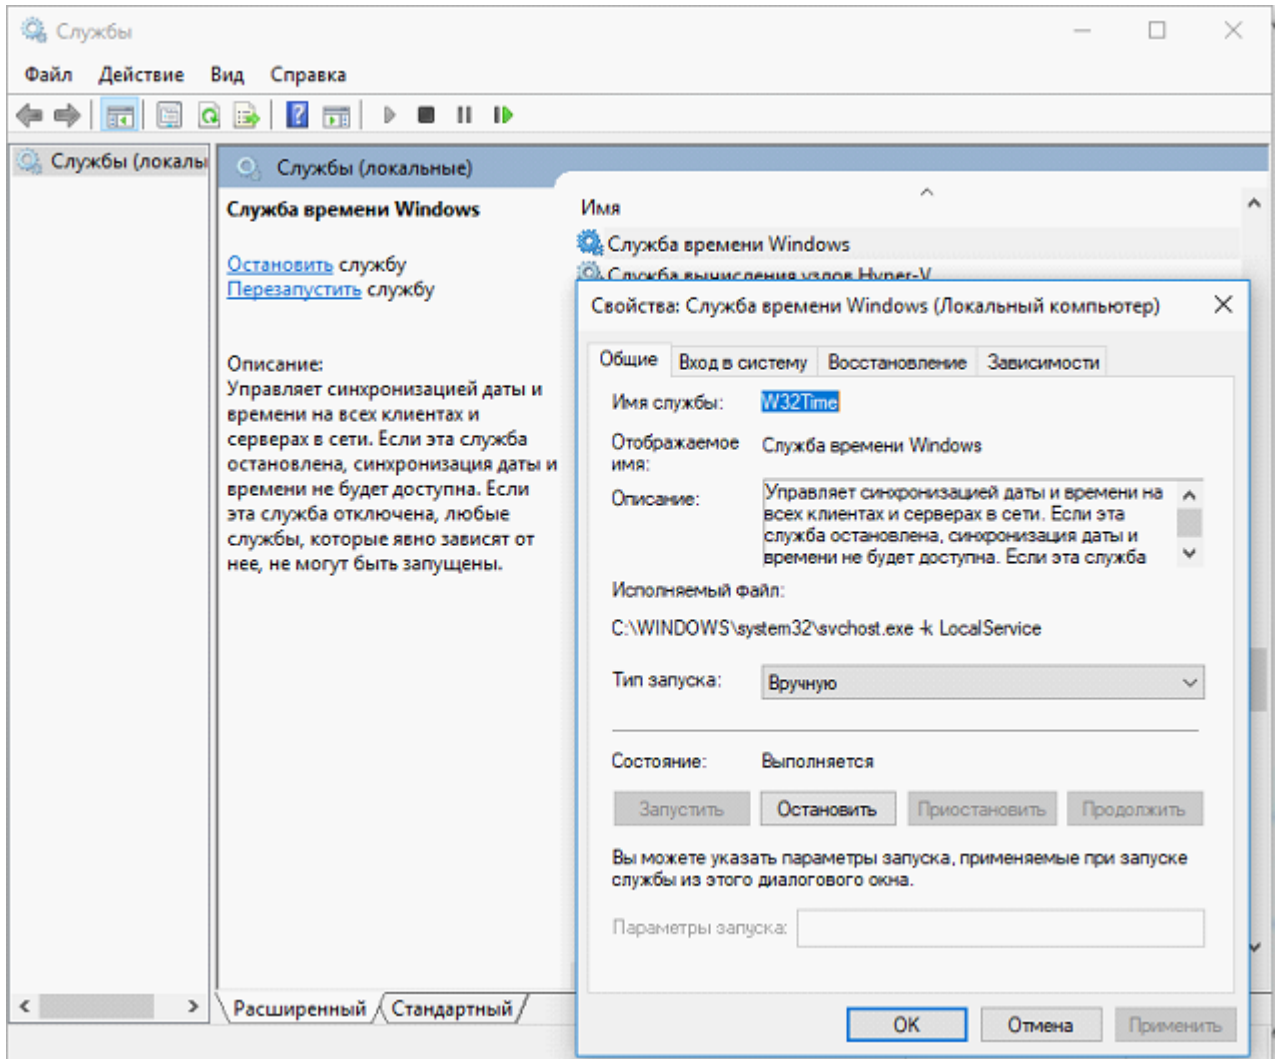 Службы
Файл Действие Вид Справка
Службы (локалы
Службы (локальные)
Служба времени Windows
Остановить службу
Перезапустить службу
Описание:
Управляет синхронизацией даты и
времени на всех клиентах и
серверах в сети. Если эта служба
остановлена, синхронизация даты и
времени не будет доступна. Если
эта служба отключена, любые
службы, которые явно зависят от
нее, не могут быть запущены.
Имя
Служба времени Windows
Служба вычисления узлов Hyper-V
Свойства: Служба времени Windows (Локальный компьютер)
Общие Вход в систему Восстановление Зависимости
Имя службы: W32Time
Отображаемое
имя:
Служба времени Windows
Описание:
Управляет синхронизацией даты и времени на
всех клиентах и серверах в сети. Если эта
служба остановлена, синхронизация даты и
времени не будет доступна. Если эта служба
Исполняемый файл:
C:\WINDOWS\system32\svchost.exe -k LocalService
Тип запуска: Вручную
Состояние: Выполняется
Запустить Остановить Приостановить Продолжить
Вы можете указать параметры запуска, применяемые при запуске
службы из этого диалогового окна.
Параметры запуска:
OK Отмена Применить
Расширенный Стандартный